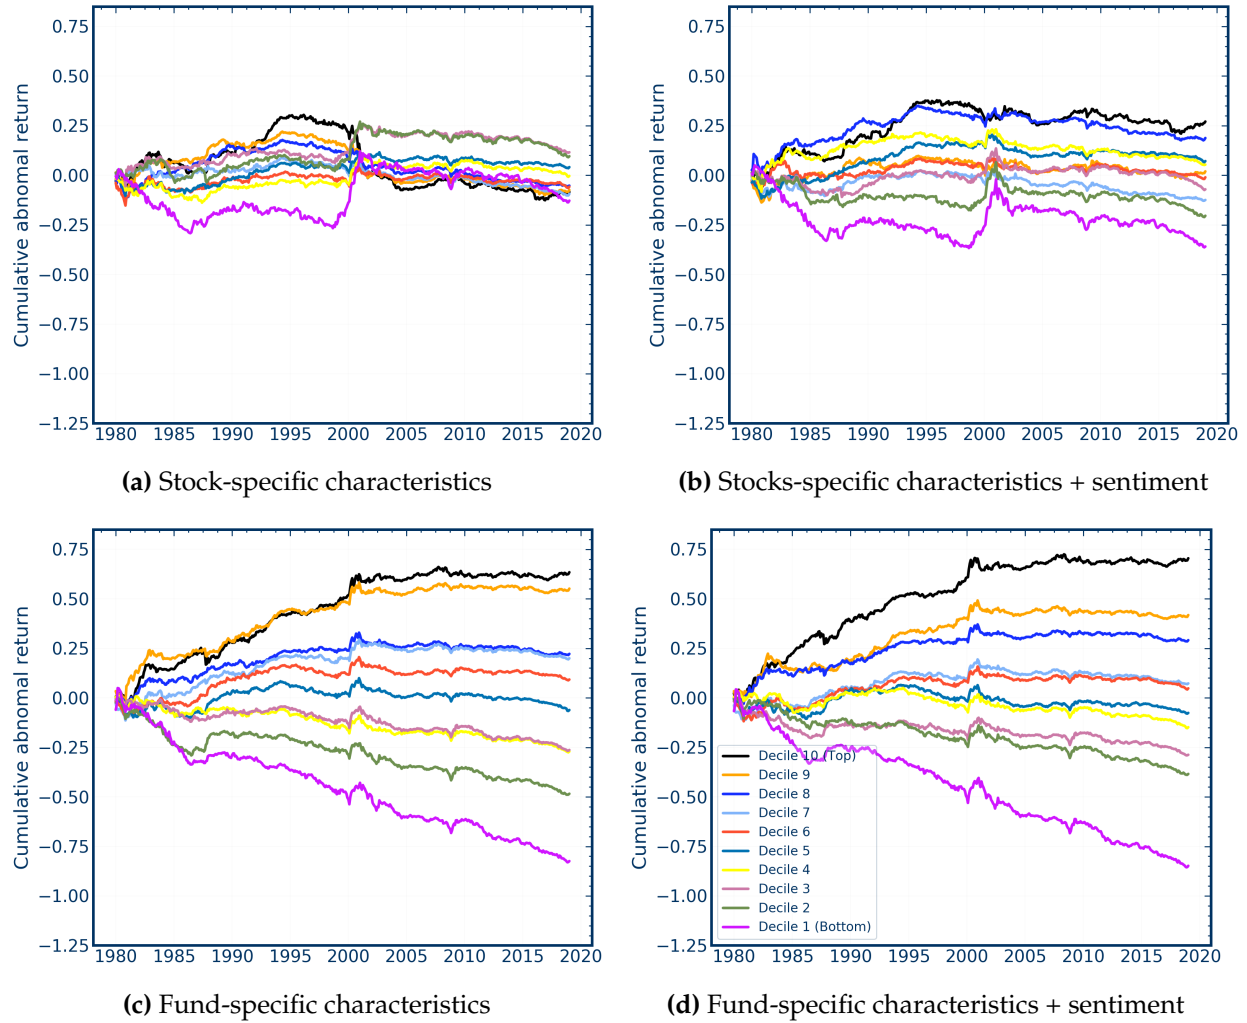 0.75
0.50
0.25
0.00
−0.25
−0.50
−0.75
−1.00
−1.25
Cumulative abnomal return
1980 1985 1990 1995 2000 2005 2010 2015 2020
(a) Stock-specific characteristics
0.75
0.50
0.25
0.00
−0.25
−0.50
−0.75
−1.00
−1.25
Cumulative abnomal return
1980 1985 1990 1995 2000 2005 2010 2015 2020
(b) Stocks-specific characteristics + sentiment
0.75
0.50
0.25
0.00
−0.25
−0.50
−0.75
−1.00
−1.25
Cumulative abnomal return
1980 1985 1990 1995 2000 2005 2010 2015 2020
(c) Fund-specific characteristics
0.75
0.50
0.25
0.00
−0.25
−0.50
−0.75
−1.00
−1.25
Cumulative abnomal return
Decile 10 (Top)
Decile 9
Decile 8
Decile 7
Decile 6
Decile 5
Decile 4
Decile 3
Decile 2
Decile 1 (Bottom)
1980 1985 1990 1995 2000 2005 2010 2015 2020
(d) Fund-specific characteristics + sentiment